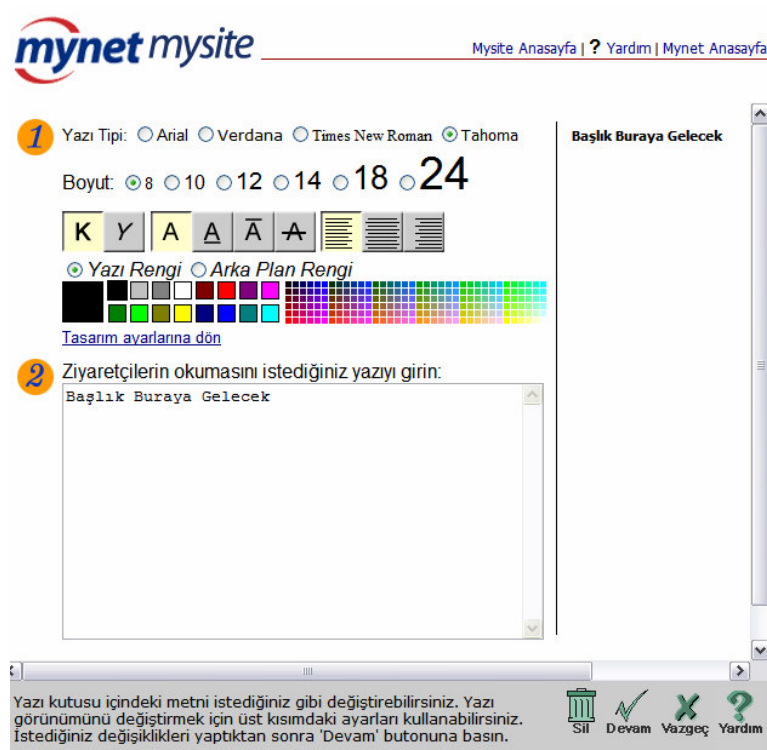 mynet mysite
Mysite Anasayfa | ? Yardım | Mynet Anasayfa
1 Yazı Tipi: Arial Verdana Times New Roman Tahoma
Başlık Buraya Gelecek
Boyut: 8 10 12 14 18 24
K Y A A A A
Yazı Rengi Arka Plan Rengi
Tasarım ayarlarına dön
2 Ziyaretçilerin okumasını istediğiniz yazıyı girin:
Başlık Buraya Gelecek
Yazı kutusu içindeki metni istediğiniz gibi değiştirebilirsiniz. Yazı
görünümünü değiştirmek için üst kısımdaki ayarları kullanabilirsiniz.
İstediğiniz değişiklikleri yaptıktan sonra 'Devam' butonuna basın.
Sil Devam Vazgeç Yardım